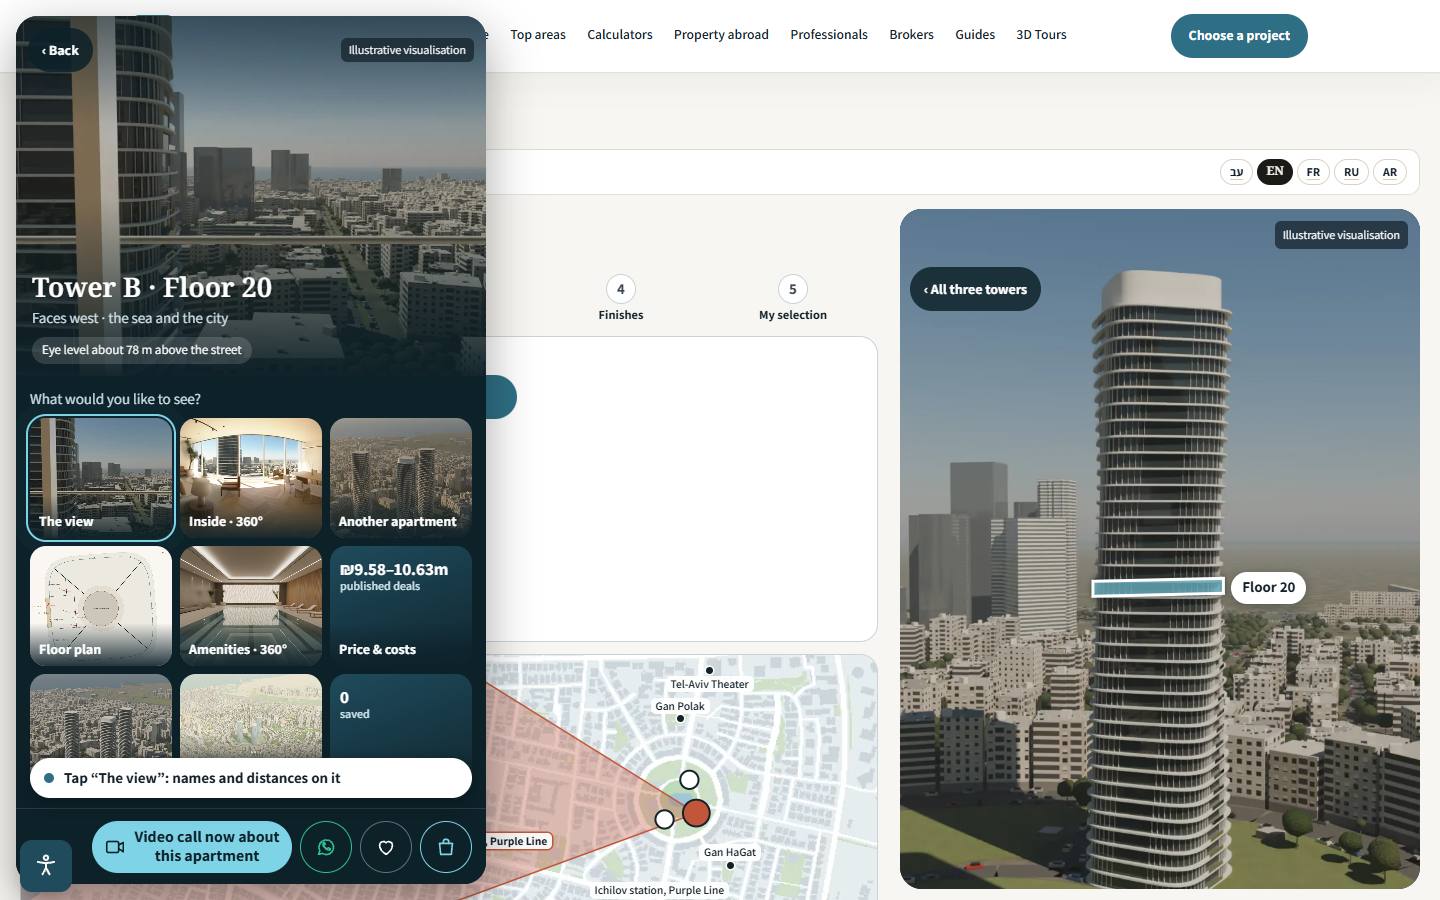 ‹ Back
Illustrative visualisation
Top areas
Calculators
Property abroad
Professionals
Brokers
Guides
3D Tours
Choose a project
עב
EN
FR
RU
AR
Tower B · Floor 20
Faces west · the sea and the city
Eye level about 78 m above the street
What would you like to see?
The view
Inside · 360°
Another apartment
Floor plan
Amenities · 360°
₪9.58–10.63m
published deals
Price & costs
0
saved
Tap “The view”: names and distances on it
Video call now about
this apartment
4
Finishes
5
My selection
Tel-Aviv Theater
Gan Polak
, Purple Line
Gan HaGat
Ichilov station, Purple Line
Illustrative visualisation
‹ All three towers
Floor 20